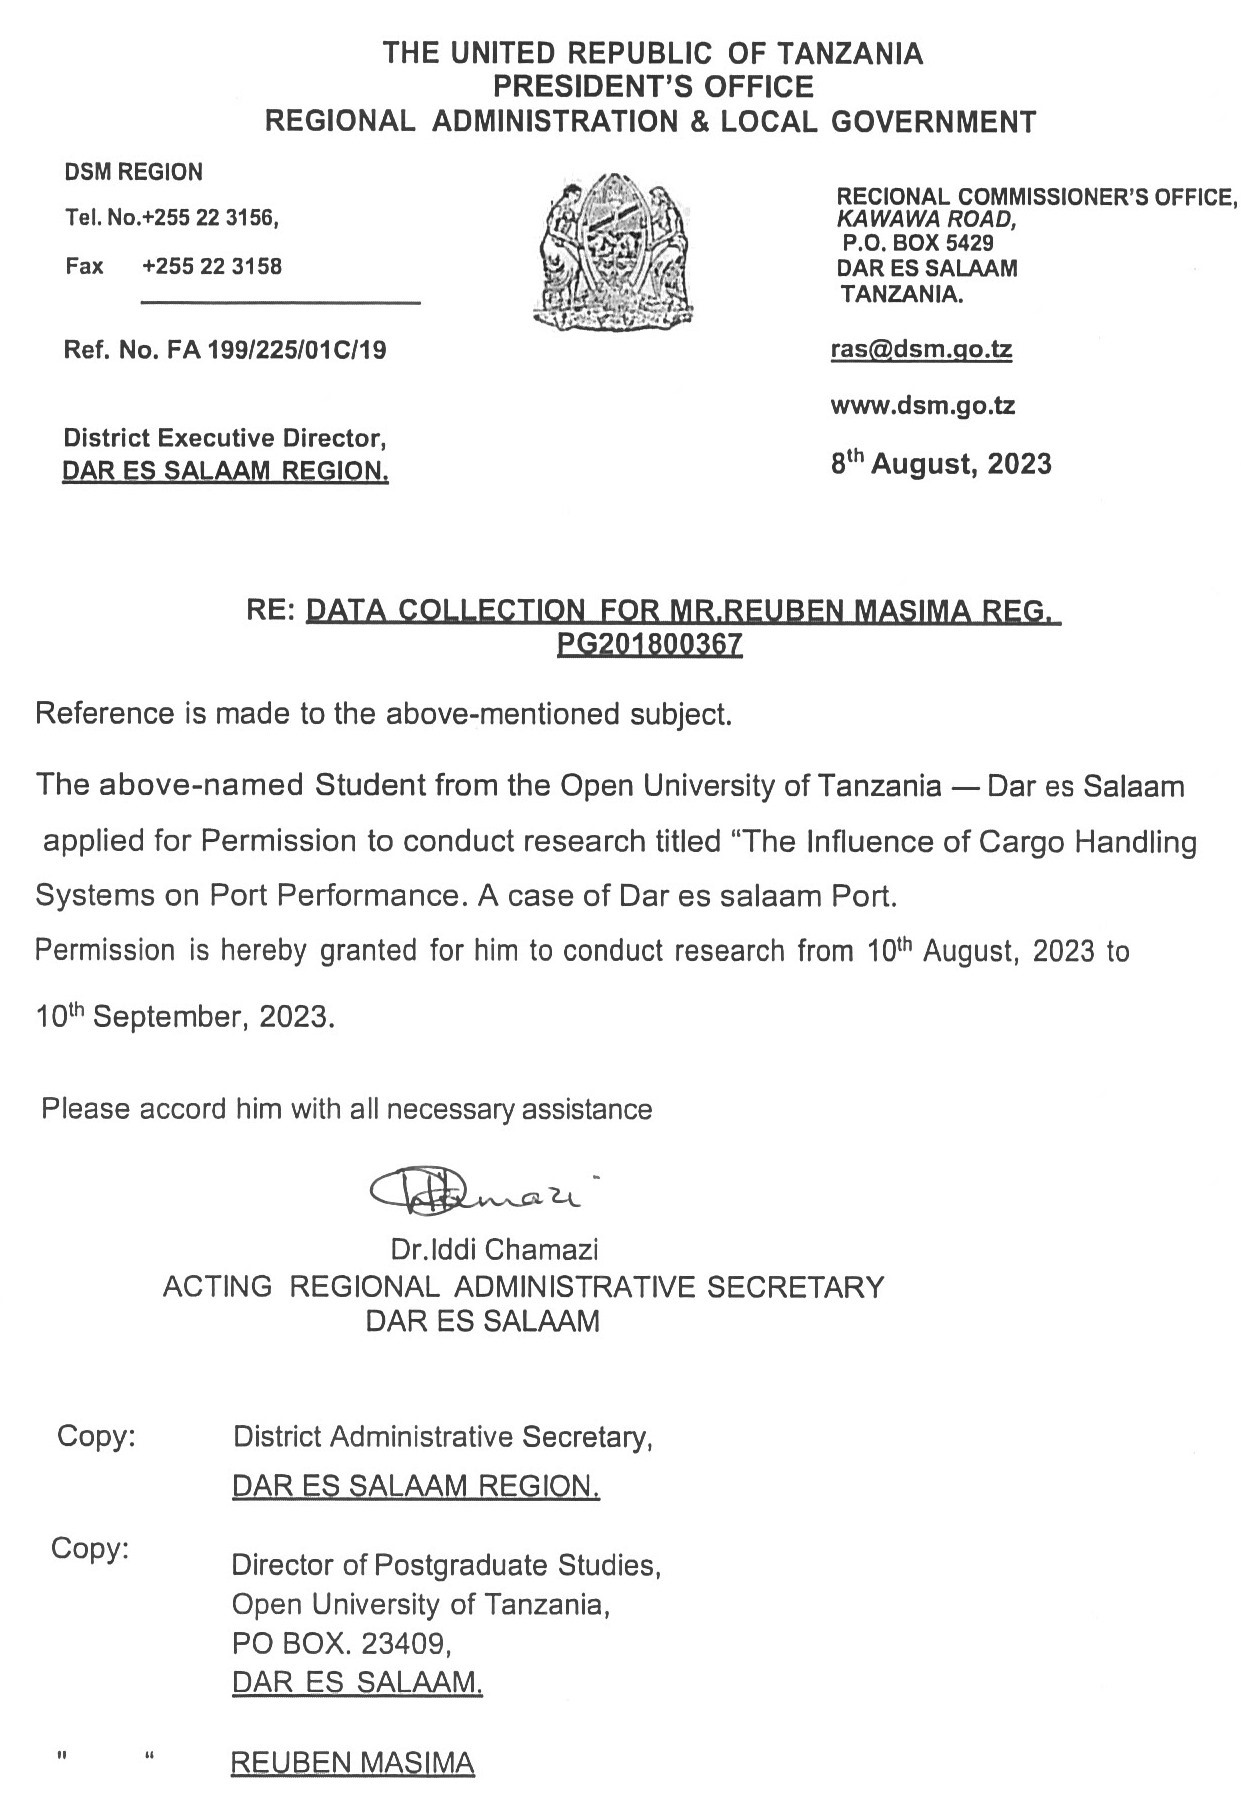 THE UNITED REPUBLIC OF TANZANIA
PRESIDENT'S OFFICE
REGIONAL ADMINISTRATION & LOCAL GOVERNMENT
DSM REGION
Tel. No.+255 22 3156,
Fax +255 22 3158
RECIONAL COMMISSIONER'S OFFICE,
KAWAWA ROAD,
P.O. BOX 5429
DAR ES SALAAM
TANZANIA.
Ref. No. FA 199/225/01C/19
ras@dsm.go.tz
www.dsm.go.tz
District Executive Director,
DAR ES SALAAM REGION.
8th August, 2023
RE: DATA COLLECTION FOR MR.REUBEN MASIMA REG.
PG201800367
Reference is made to the above-mentioned subject.
The above-named Student from the Open University of Tanzania — Dar es Salaam
applied for Permission to conduct research titled “The Influence of Cargo Handling
Systems on Port Performance. A case of Dar es salaam Port.
Permission is hereby granted for him to conduct research from 10th August, 2023 to
10th September, 2023.
Please accord him with all necessary assistance
Dr.Iddi Chamazi
ACTING REGIONAL ADMINISTRATIVE SECRETARY
DAR ES SALAAM
Copy: District Administrative Secretary,
DAR ES SALAAM REGION.
Copy:
Director of Postgraduate Studies,
Open University of Tanzania,
PO BOX. 23409,
DAR ES SALAAM.
" “ REUBEN MASIMA